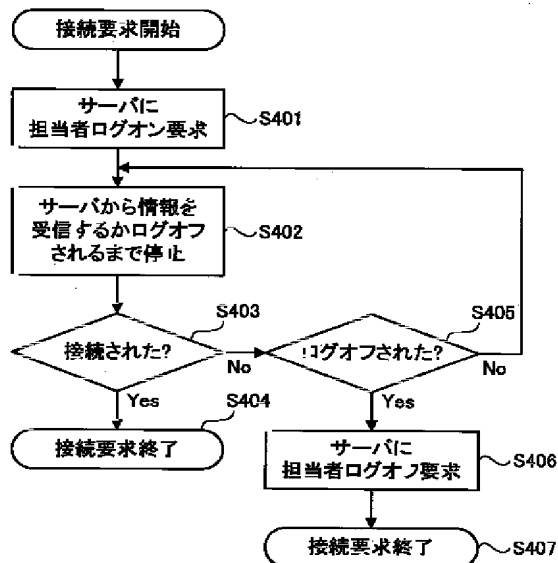 接続要求開始
サーバに
担当者ログオン要求
S401
サーバから情報を
受信するかログオフ
されるまで停止
S402
接続された?
S403
No
Yes
接続要求終了
S404
ログオフされた?
S405
No
Yes
サーバに
担当者ログオフ要求
S406
接続要求終了
S407